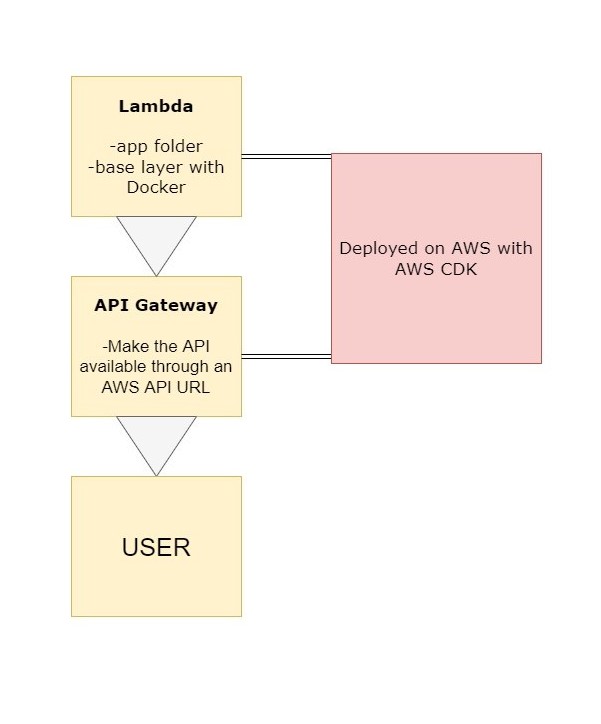 Lambda
-app folder
-base layer with
Docker
Deployed on AWS with
AWS CDK
API Gateway
-Make the API
available through an
AWS API URL
USER